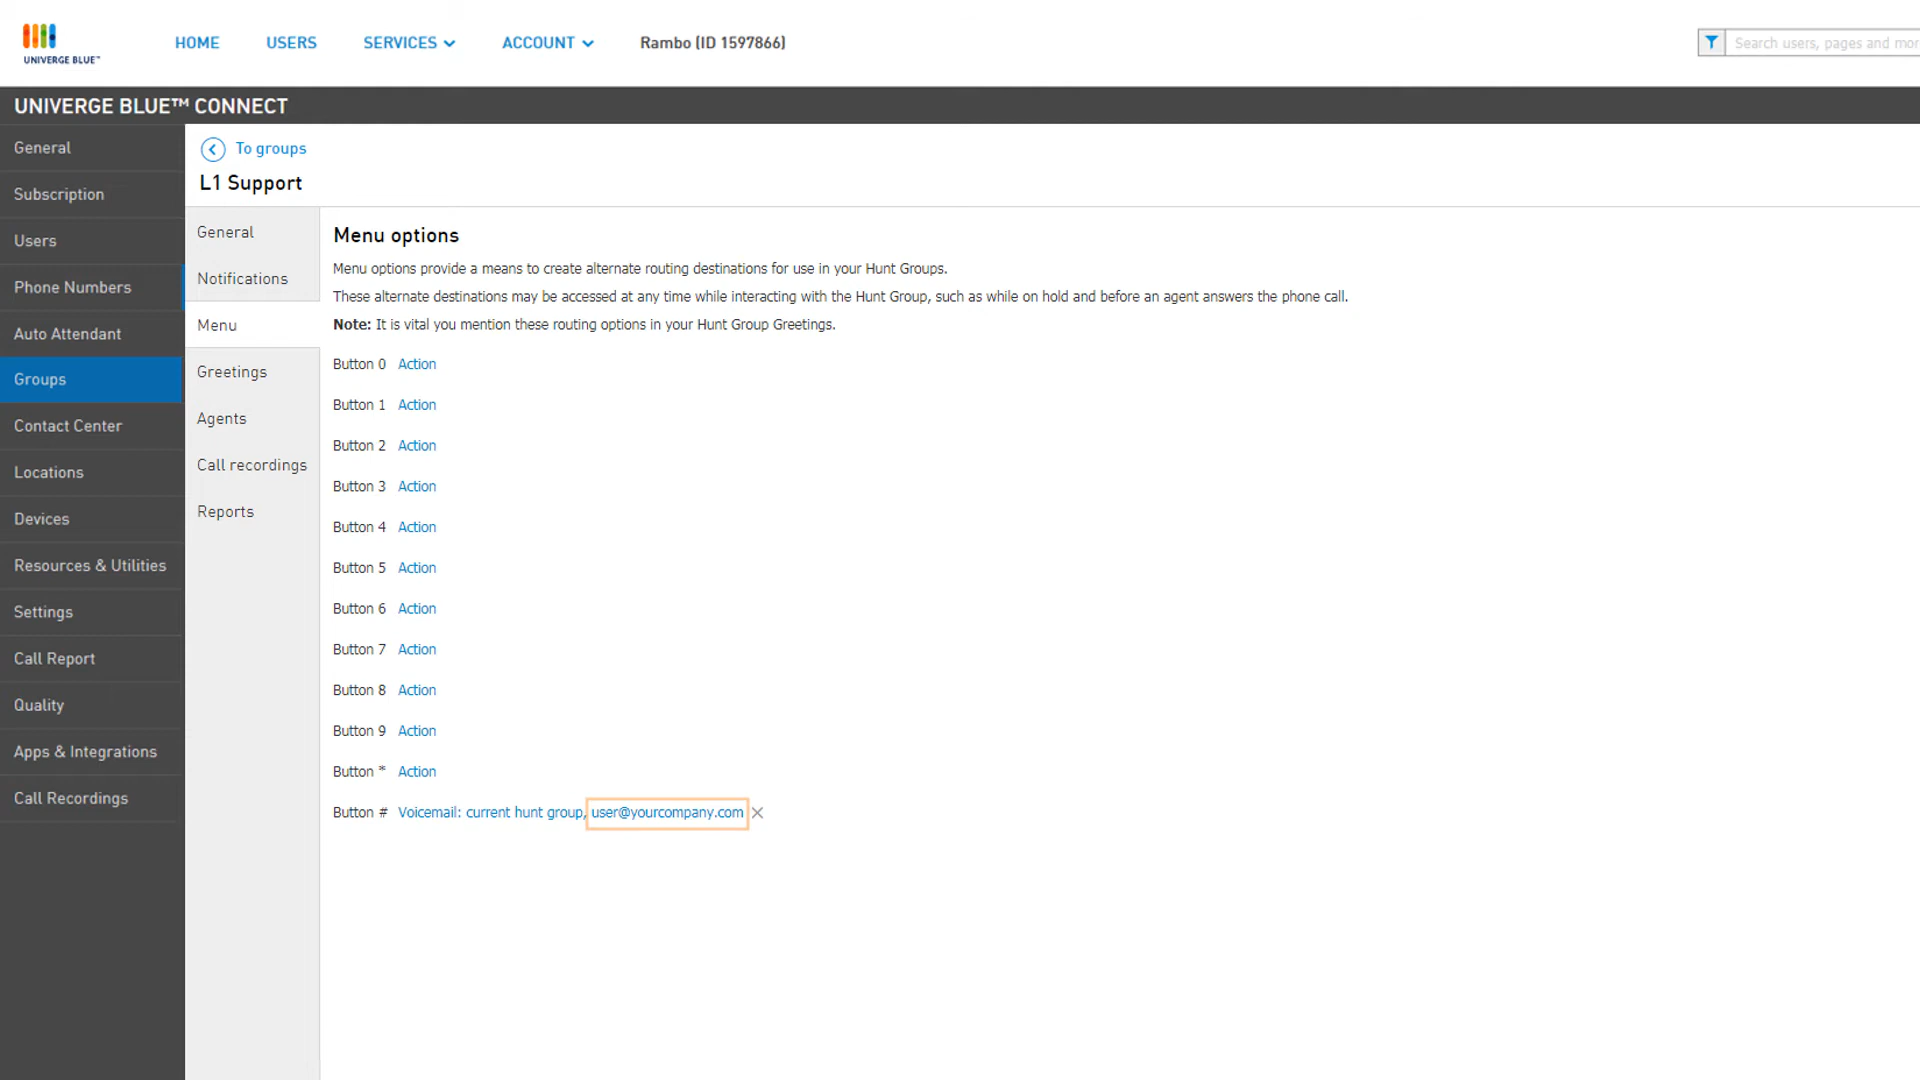 UNIVERGE BLUE™
HOME
USERS
SERVICES
ACCOUNT
Rambo (ID 1597866)
Search users, pages and mor
UNIVERGE BLUE™ CONNECT
General
Subscription
Users
Phone Numbers
Auto Attendant
Groups
Contact Center
Locations
Devices
Resources & Utilities
Settings
Call Report
Quality
Apps & Integrations
Call Recordings
To groups
L1 Support
General
Notifications
Menu
Greetings
Agents
Call recordings
Reports
Menu options
Menu options provide a means to create alternate routing destinations for use in your Hunt Groups.
These alternate destinations may be accessed at any time while interacting with the Hunt Group, such as while on hold and before an agent answers the phone call.
Note: It is vital you mention these routing options in your Hunt Group Greetings.
Button 0 Action
Button 1 Action
Button 2 Action
Button 3 Action
Button 4 Action
Button 5 Action
Button 6 Action
Button 7 Action
Button 8 Action
Button 9 Action
Button * Action
Button # Voicemail: current hunt group, user@yourcompany.com